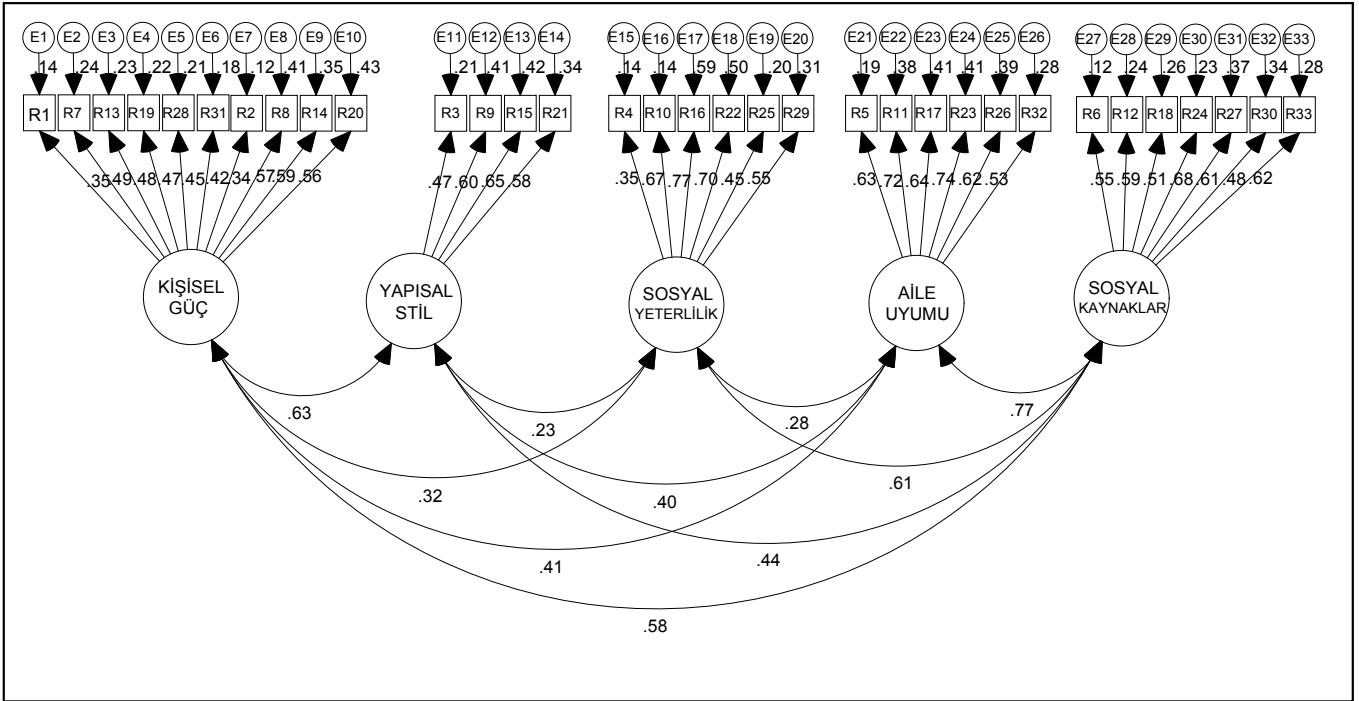 E1 E2 E3 E4 E5 E6 E7 E8 E9 E10 E11 E12 E13 E14 E15 E16 E17 E18 E19 E20 E21 E22 E23 E24 E25 E26 E27 E28 E29 E30 E31 E32 E33
.14 .24 .23 .22 .21 .18 .12 .41 .35 .43 .21 .41 .42 .34 .14 .14 .59 .50 .20 .31 .19 .38 .41 .41 .39 .28 .12 .24 .26 .23 .37 .34 .28
R1 R7 R13 R19 R28 R31 R2 R8 R14 R20 R3 R9 R15 R21 R4 R10 R16 R22 R25 R29 R5 R11 R17 R23 R26 R32 R6 R12 R18 R24 R27 R30 R33
.35 .49 .48 .47 .45 .42 .34 .57 .59 .56 .47 .60 .65 .58 .35 .67 .77 .70 .45 .55 .63 .72 .64 .74 .62 .53 .55 .59 .51 .68 .61 .48 .62
KİŞİSEL
GÜÇ
YAPISAL
STİL
SOSYAL
YETERLİLİK
AİLE
UYUMU
SOSYAL
KAYNAKLAR
.63
.23
.28
.77
.32
.40
.61
.41
.44
.58